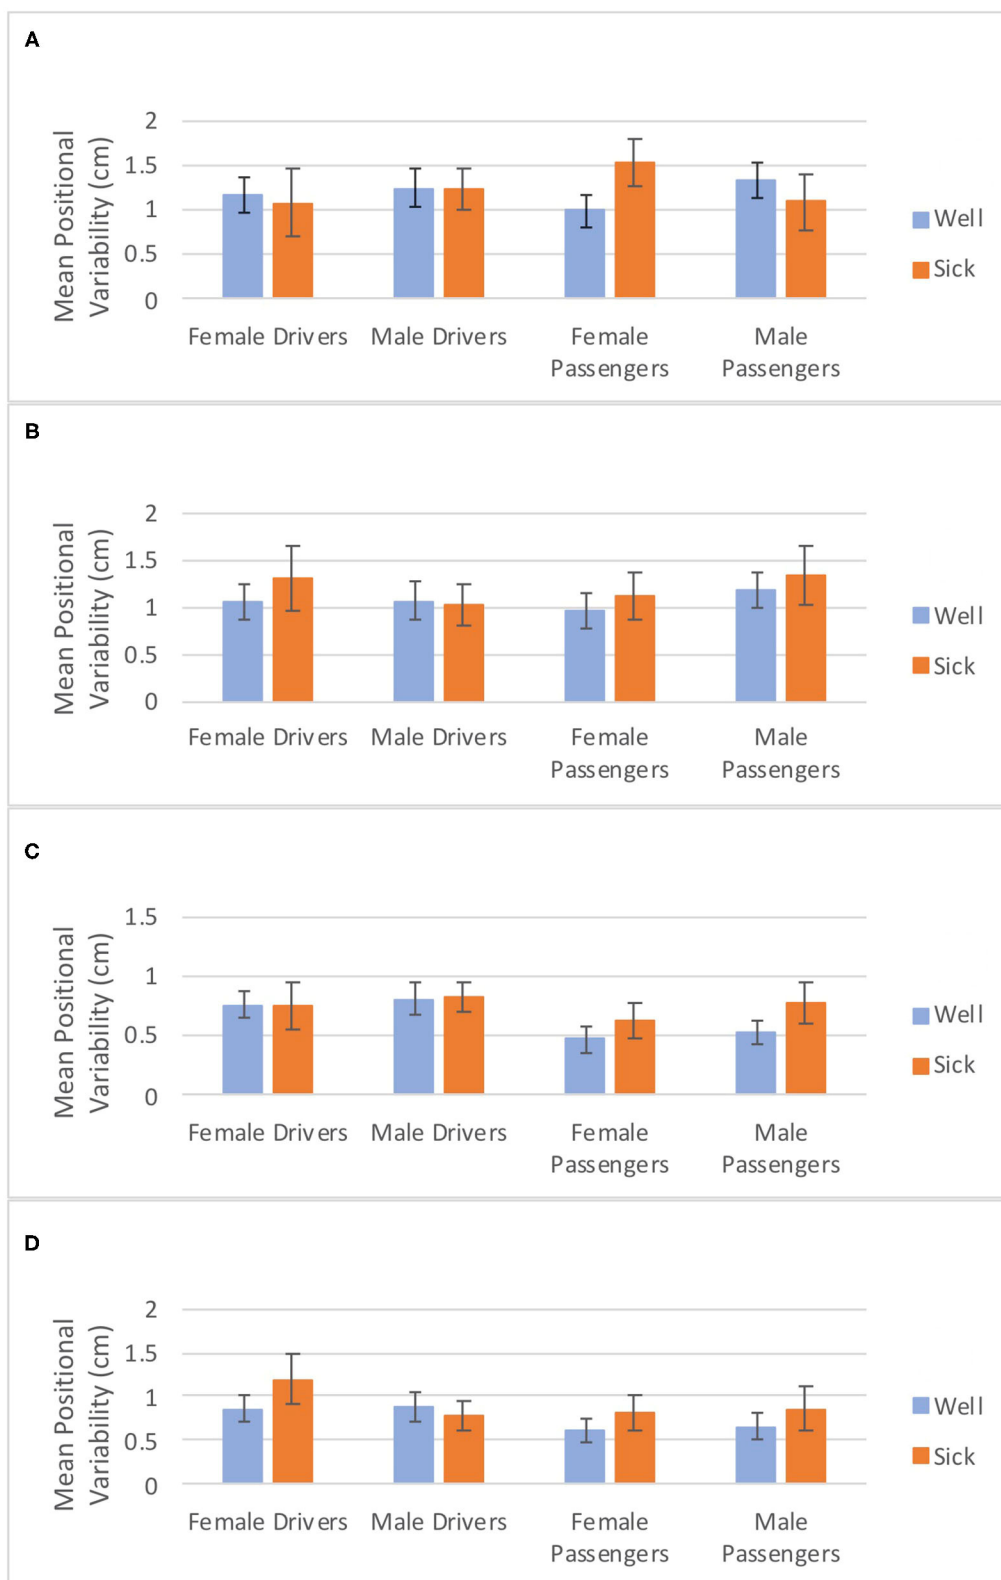 A
Mean Positional
Variability (cm)
2
1.5
1
0.5
0
Female Drivers
Male Drivers
Female
Passengers
Male
Passengers
Well
Sick
B
Mean Positional
Variability (cm)
2
1.5
1
0.5
0
Female Drivers
Male Drivers
Female
Passengers
Male
Passengers
Well
Sick
C
Mean Positional
Variability (cm)
1.5
1
0.5
0
Female Drivers
Male Drivers
Female
Passengers
Male
Passengers
Well
Sick
D
Mean Positional
Variability (cm)
2
1.5
1
0.5
0
Female Drivers
Male Drivers
Female
Passengers
Male
Passengers
Well
Sick